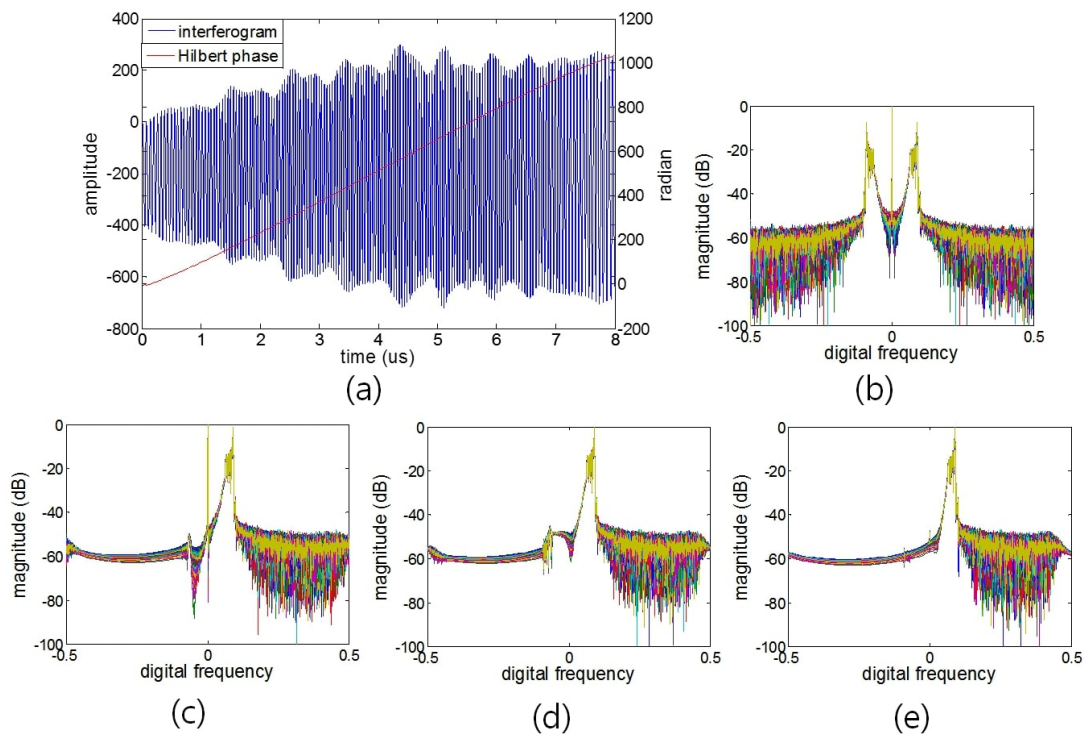 400
200
0
-200
-400
-600
-800
amplitude
interferogram
Hilbert phase
1200
1000
800
600
400
200
0
-200
radian
0 1 2 3 4 5 6 7 8
time (us)
(a)
0
-20
-40
-60
-80
-100
magnitude (dB)
-0.5 0 0.5
digital frequency
(b)
0
-20
-40
-60
-80
-100
magnitude (dB)
-0.5 0 0.5
digital frequency
(c)
0
-20
-40
-60
-80
-100
magnitude (dB)
-0.5 0 0.5
digital frequency
(d)
0
-20
-40
-60
-80
-100
magnitude (dB)
-0.5 0 0.5
digital frequency
(e)